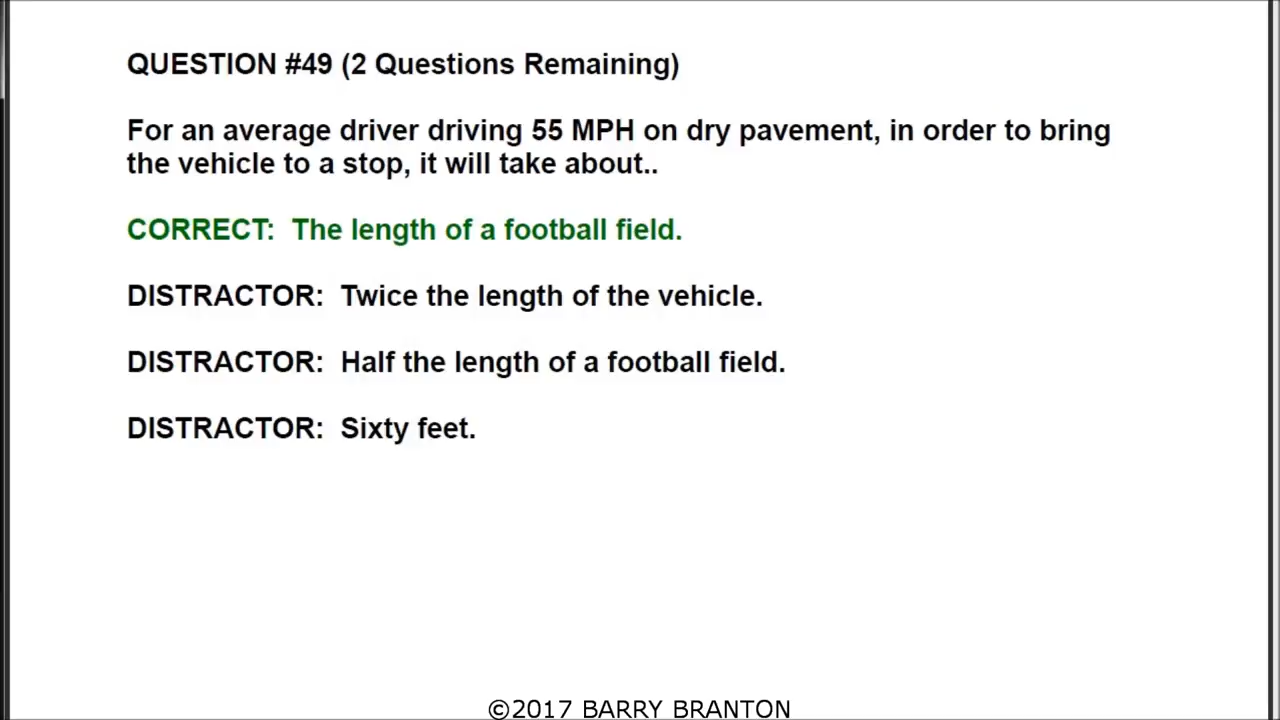 QUESTION #49 (2 Questions Remaining)
For an average driver driving 55 MPH on dry pavement, in order to bring
the vehicle to a stop, it will take about..
CORRECT:  The length of a football field.
DISTRACTOR:  Twice the length of the vehicle.
DISTRACTOR:  Half the length of a football field.
DISTRACTOR:  Sixty feet.
©2017 BARRY BRANTON